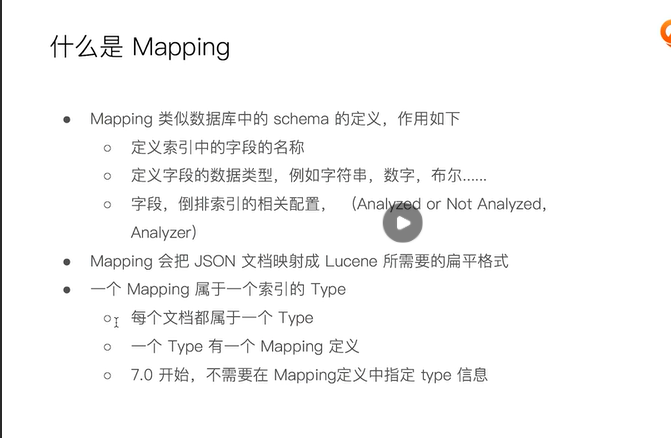 什么是 Mapping
Mapping 类似数据库中的 schema 的定义，作用如下
定义索引中的字段的名称
定义字段的数据类型，例如字符串，数字，布尔......
字段，倒排索引的相关配置，（Analyzed or Not Analyzed，
Analyzer）
Mapping 会把 JSON 文档映射成 Lucene 所需要的扁平格式
一个 Mapping 属于一个索引的 Type
每个文档都属于一个 Type
一个 Type 有一个 Mapping 定义
7.0 开始，不需要在 Mapping定义中指定 type 信息